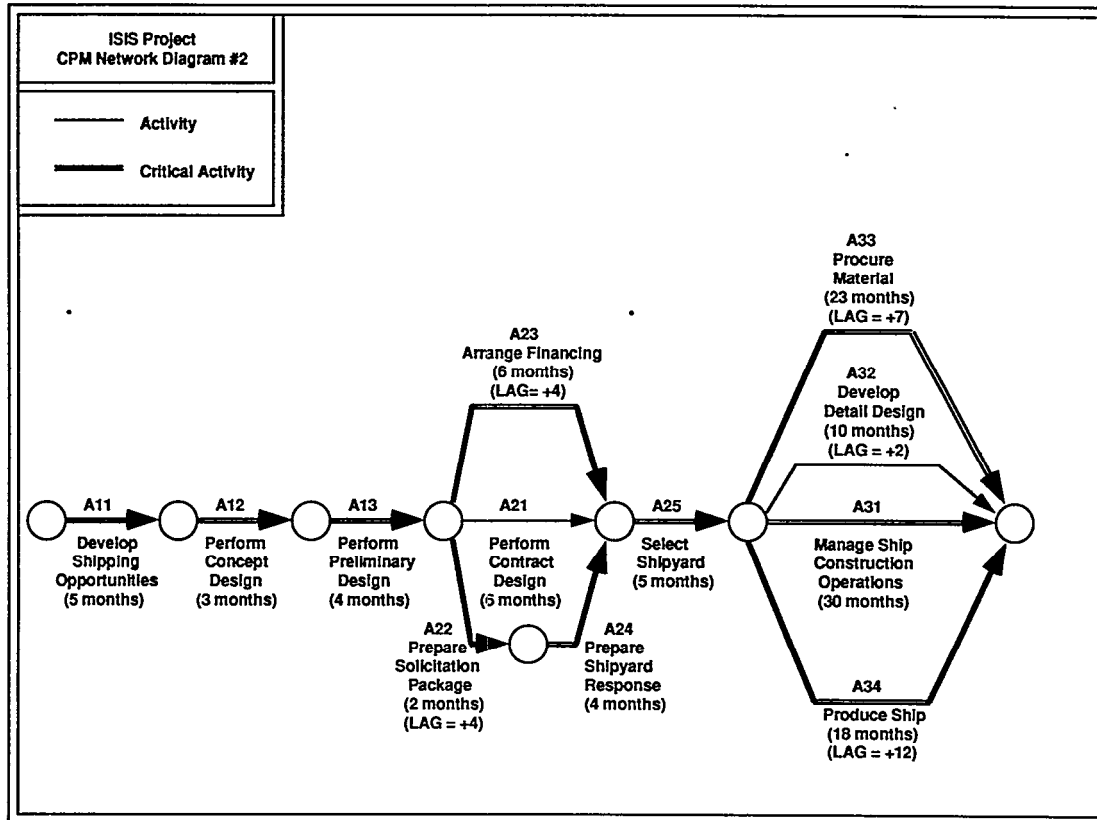 ISIS Project
CPM Network Diagram #2
Activity
Critical Activity
A33
Procure
Material
(23 months)
(LAG = +7)
A23
Arrange Financing
(6 months)
(LAG= +4)
A32
Develop
Detail Design
(10 months)
(LAG = +2)
A11
Develop
Shipping
Opportunities
(5 months)
A12
Perform
Concept
Design
(3 months)
A13
Perform
Preliminary
Design
(4 months)
A21
Perform
Contract
Design
(6 months)
A25
Select
Shipyard
(5 months)
A31
Manage Ship
Construction
Operations
(30 months)
A22
Prepare
Solicitation
Package
(2 months)
(LAG = +4)
A24
Prepare
Shipyard
Response
(4 months)
A34
Produce Ship
(18 months)
(LAG = +12)